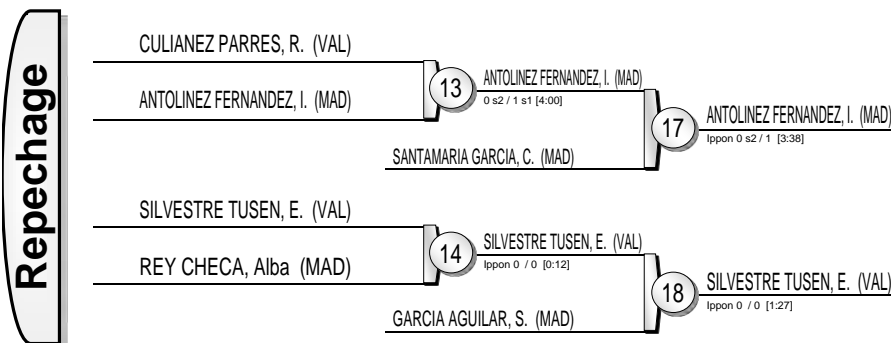 Repechage
CULIANEZ PARRES, R. (VAL)
ANTOLINEZ FERNANDEZ, I. (MAD)
13
ANTOLINEZ FERNANDEZ, I. (MAD)
0 s2 / 1 s1 [4:00]
SANTAMARIA GARCIA, C. (MAD)
17
ANTOLINEZ FERNANDEZ, I. (MAD)
Ippon 0 s2 / 1 [3:38]
SILVESTRE TUSEN, E. (VAL)
REY CHECA, Alba (MAD)
14
SILVESTRE TUSEN, E. (VAL)
Ippon 0 / 0 [0:12]
GARCIA AGUILAR, S. (MAD)
18
SILVESTRE TUSEN, E. (VAL)
Ippon 0 / 0 [1:27]